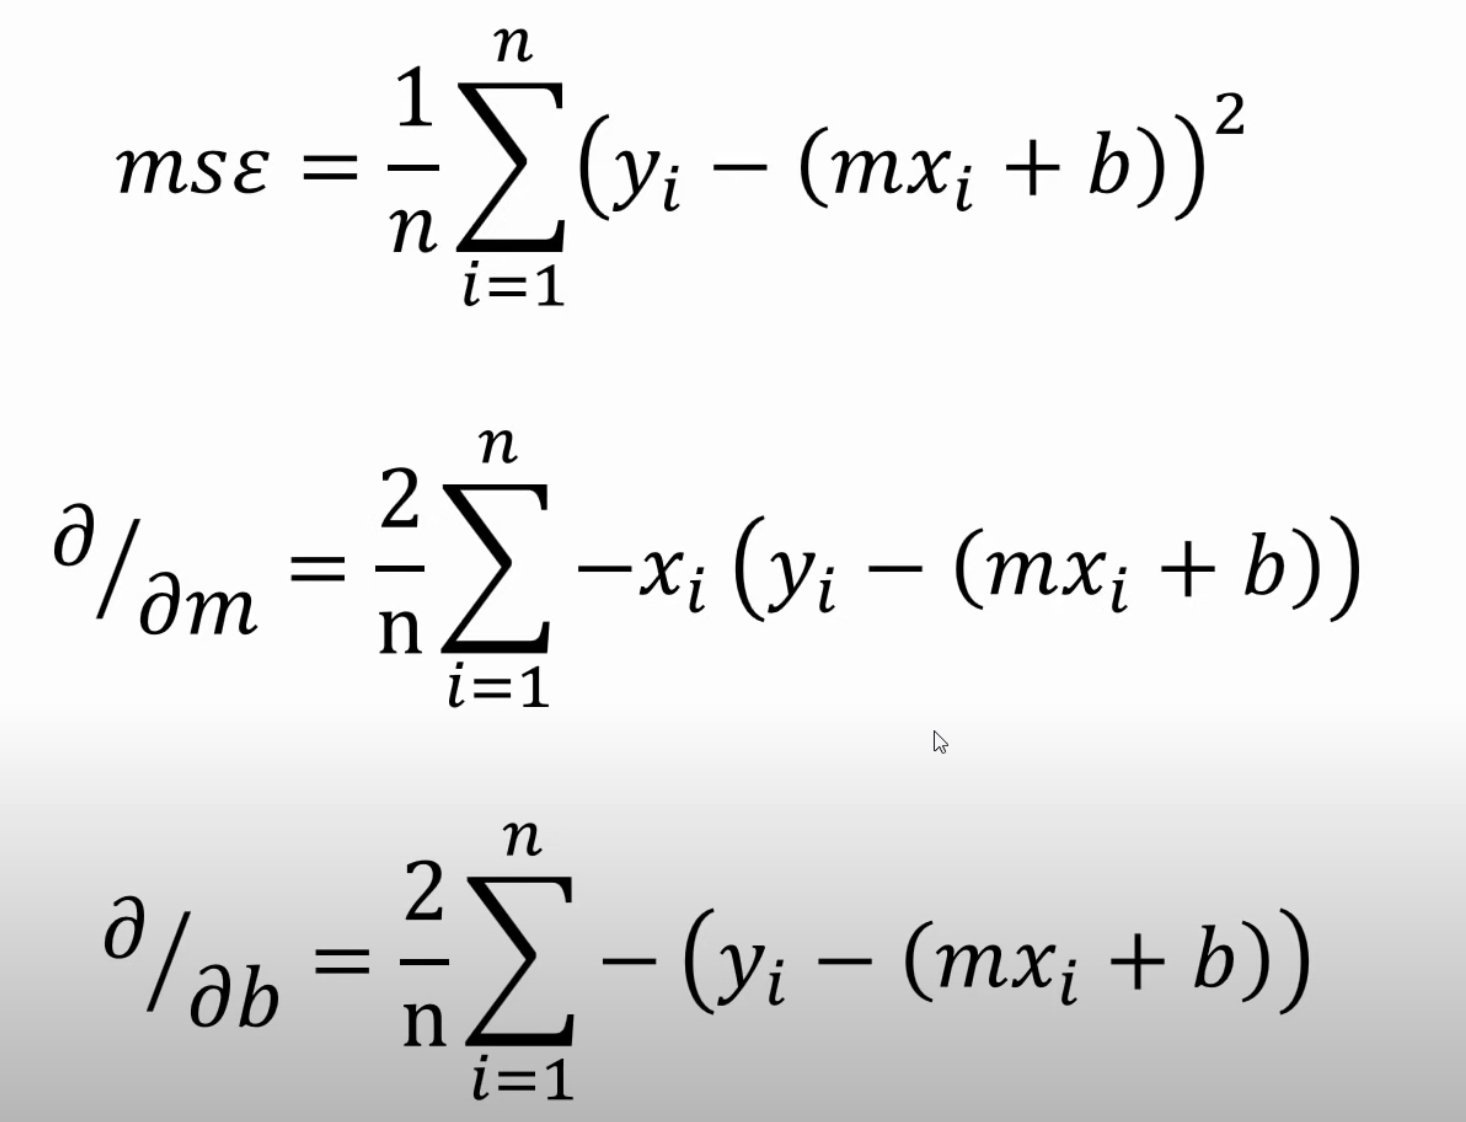 msε = 1/n ∑_{i=1}^{n} (y_i − (mx_i + b))^2
∂/∂m = 2/n ∑_{i=1}^{n} −x_i (y_i − (mx_i + b))
∂/∂b = 2/n ∑_{i=1}^{n} − (y_i − (mx_i + b))